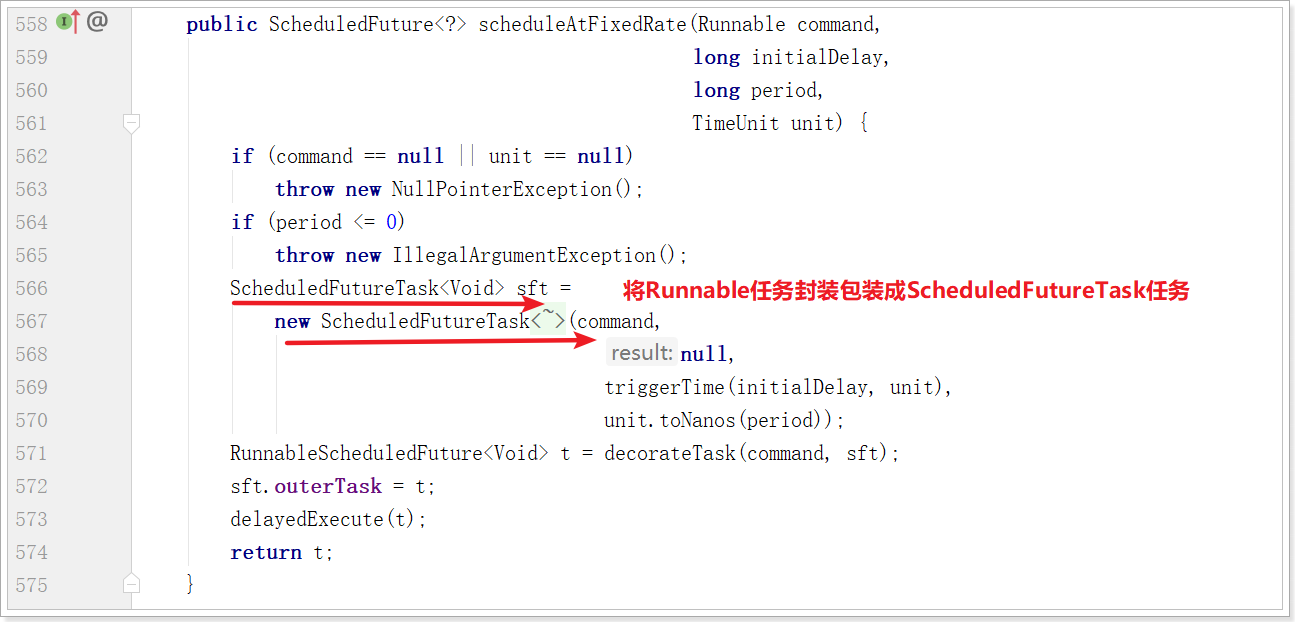 558 I @ public ScheduledFuture<?> scheduleAtFixedRate(Runnable command,
559 long initialDelay,
560 long period,
561 TimeUnit unit) {
562 if (command == null || unit == null)
563 throw new NullPointerException();
564 if (period <= 0)
565 throw new IllegalArgumentException();
566 ScheduledFutureTask<Void> sft = 将Runnable任务封装包装成ScheduledFutureTask任务
567 new ScheduledFutureTask<~>(command,
568 result: null,
569 triggerTime(initialDelay, unit),
570 unit.toNanos(period));
571 RunnableScheduledFuture<Void> t = decorateTask(command, sft);
572 sft.outerTask = t;
573 delayedExecute(t);
574 return t;
575 }